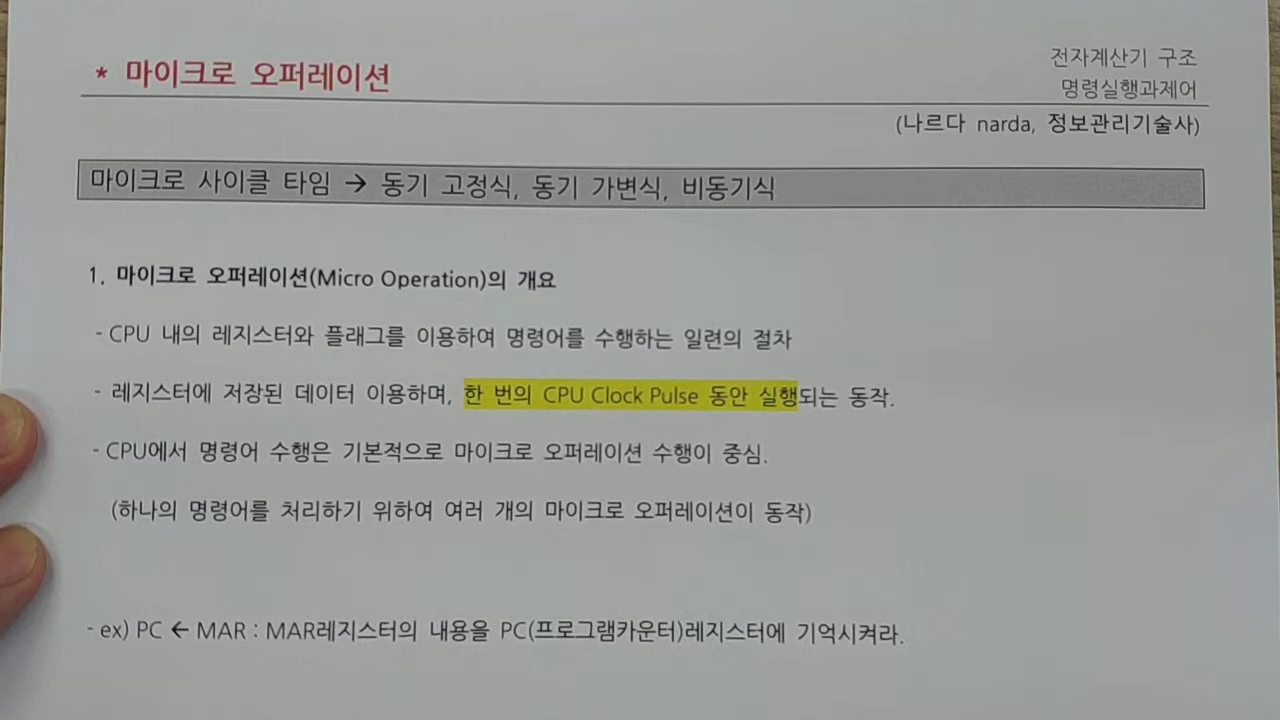 * 마이크로 오퍼레이션
전자계산기 구조
명령실행과제어
(나르다 narda, 정보관리기술사)
마이크로 사이클 타임 → 동기 고정식, 동기 가변식, 비동기식
1. 마이크로 오퍼레이션(Micro Operation)의 개요
- CPU 내의 레지스터와 플래그를 이용하여 명령어를 수행하는 일련의 절차
- 레지스터에 저장된 데이터 이용하며, 한 번의 CPU Clock Pulse 동안 실행되는 동작.
- CPU에서 명령어 수행은 기본적으로 마이크로 오퍼레이션 수행이 중심.
(하나의 명령어를 처리하기 위하여 여러 개의 마이크로 오퍼레이션이 동작)
- ex) PC ← MAR : MAR레지스터의 내용을 PC(프로그램카운터)레지스터에 기억시켜라.